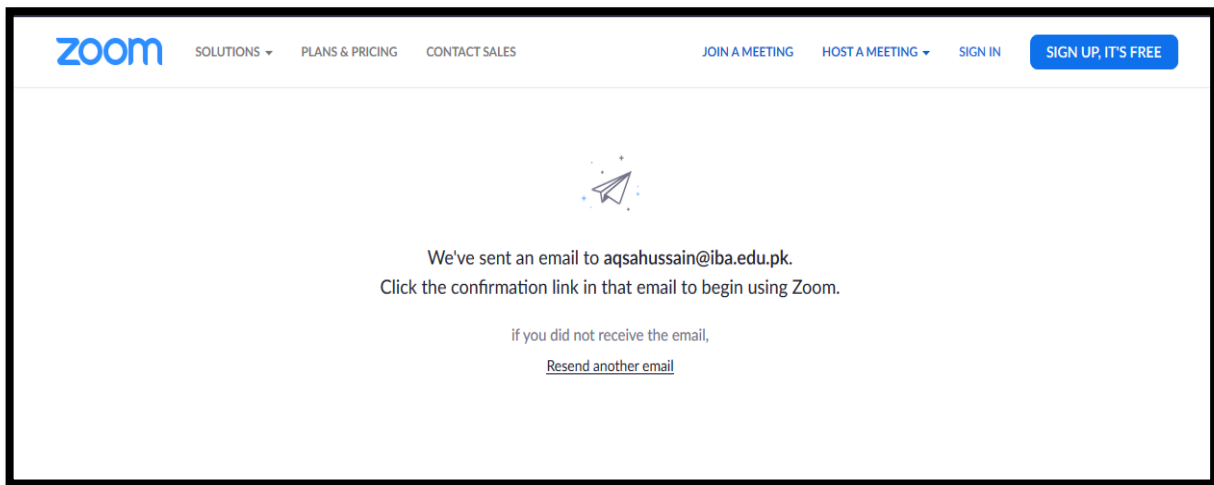 zoom SOLUTIONS PLANS & PRICING CONTACT SALES JOIN A MEETING HOST A MEETING SIGN IN SIGN UP, IT'S FREE
We've sent an email to aqsahussain@iba.edu.pk.
Click the confirmation link in that email to begin using Zoom.
if you did not receive the email,
Resend another email